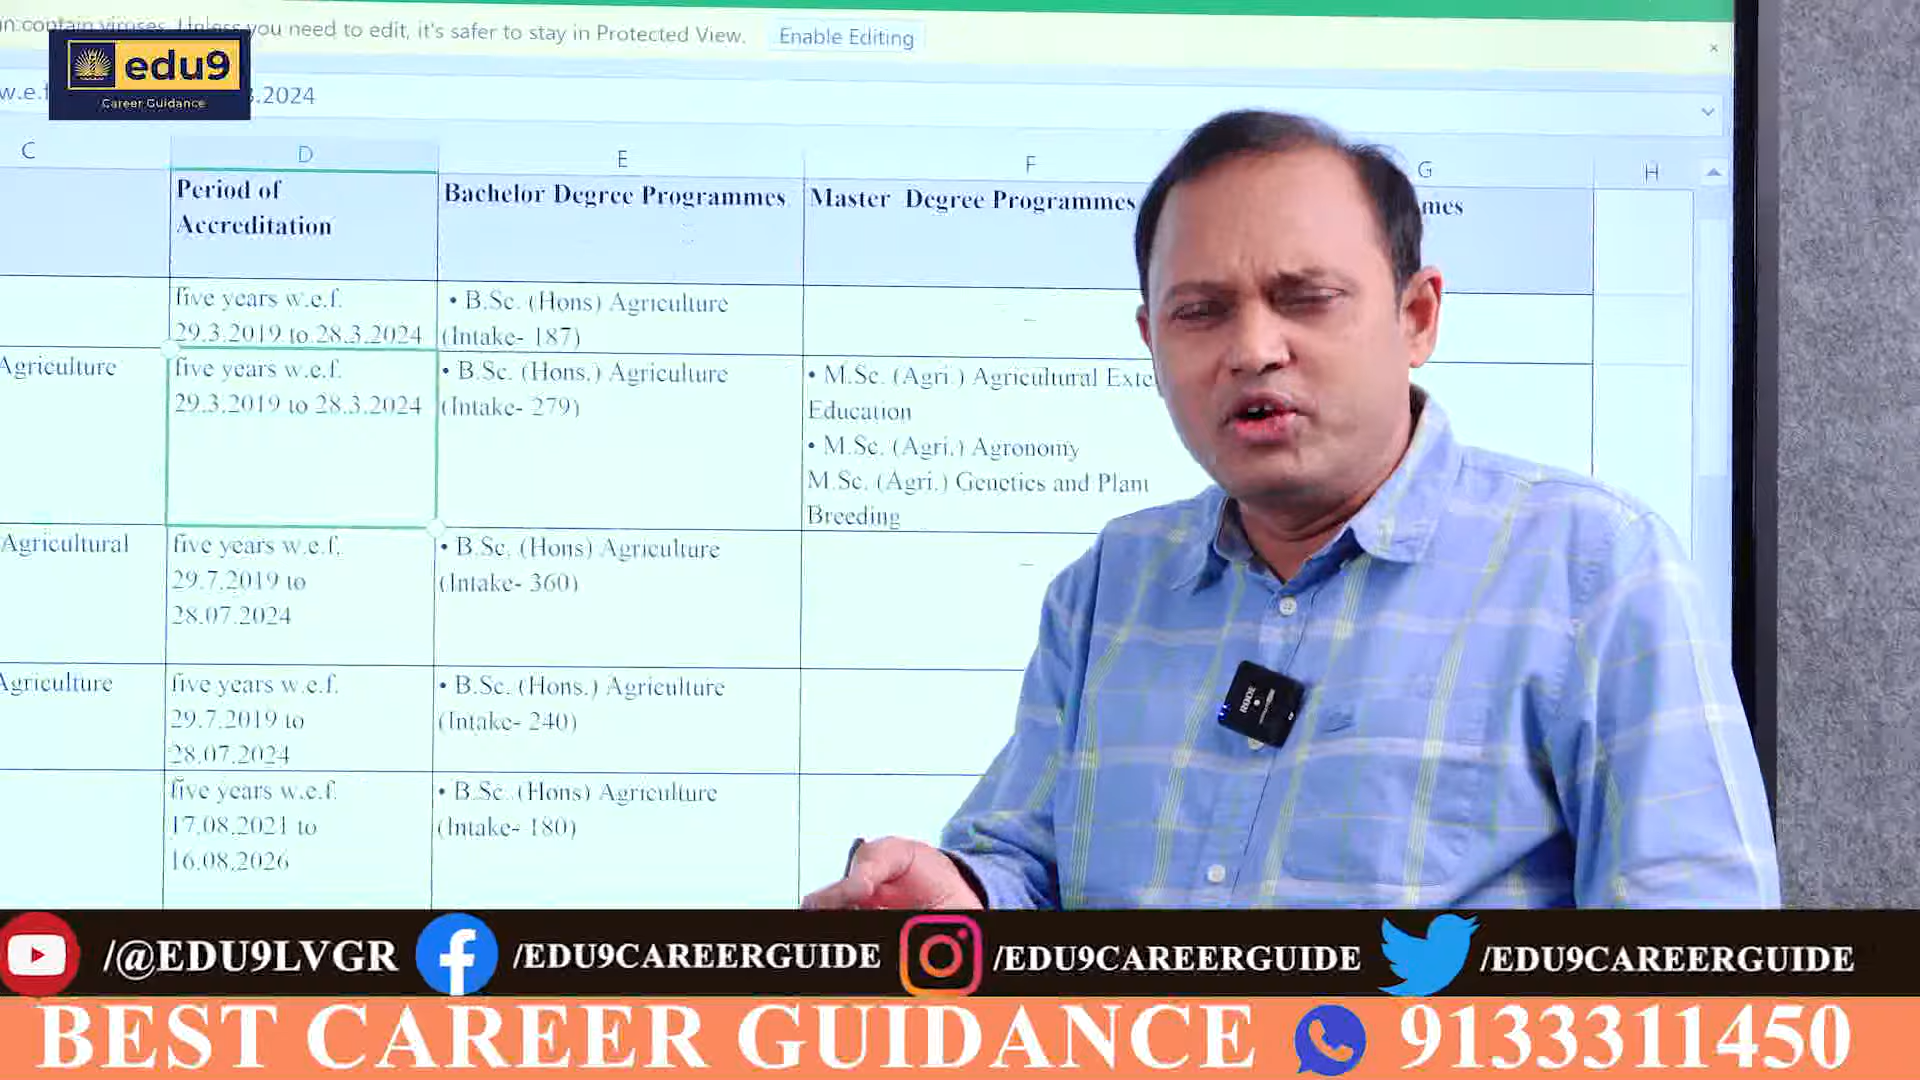 contain viruses. Unless you need to edit, it's safer to stay in Protected View.
Enable Editing
edu9
Career Guidance
w.e.f
.2024
C
D
E
F
G
H
Period of
Accreditation
Bachelor Degree Programmes
Master Degree Programmes
mes
five years w.e.f.
29.3.2019 to 28.3.2024
• B.Sc. (Hons) Agriculture
(Intake- 187)
Agriculture
five years w.e.f.
29.3.2019 to 28.3.2024
• B.Sc. (Hons.) Agriculture
(Intake- 279)
• M.Sc. (Agri.) Agricultural Exte
Education
• M.Sc. (Agri.) Agronomy
M.Sc. (Agri.) Genetics and Plant
Breeding
Agricultural
five years w.e.f.
29.7.2019 to
28.07.2024
• B.Sc. (Hons) Agriculture
(Intake- 360)
Agriculture
five years w.e.f.
29.7.2019 to
28.07.2024
• B.Sc. (Hons.) Agriculture
(Intake- 240)
five years w.e.f.
17.08.2021 to
16.08.2026
• B.Sc. (Hons) Agriculture
(Intake- 180)
RODE
/@EDU9LVGR
/EDU9CAREERGUIDE
/EDU9CAREERGUIDE
/EDU9CAREERGUIDE
BEST CAREER GUIDANCE
9133311450